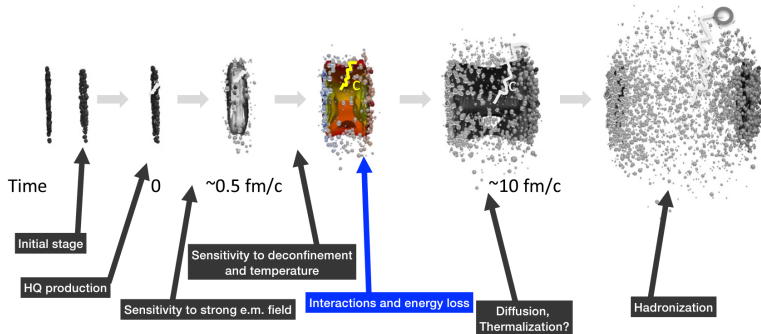 C
C
Time
0
~0.5 fm/c
~10 fm/c
Initial stage
Sensitivity to deconfinement
and temperature
HQ production
Sensitivity to strong e.m. field
Interactions and energy loss
Diffusion,
Thermalization?
Hadronization